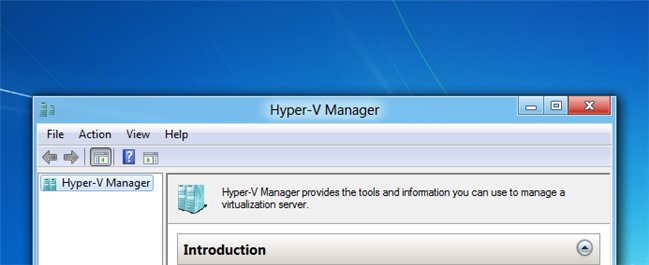 Hyper-V Manager
File Action View Help
Hyper-V Manager
Hyper-V Manager provides the tools and information you can use to manage a
virtualization server.
Introduction